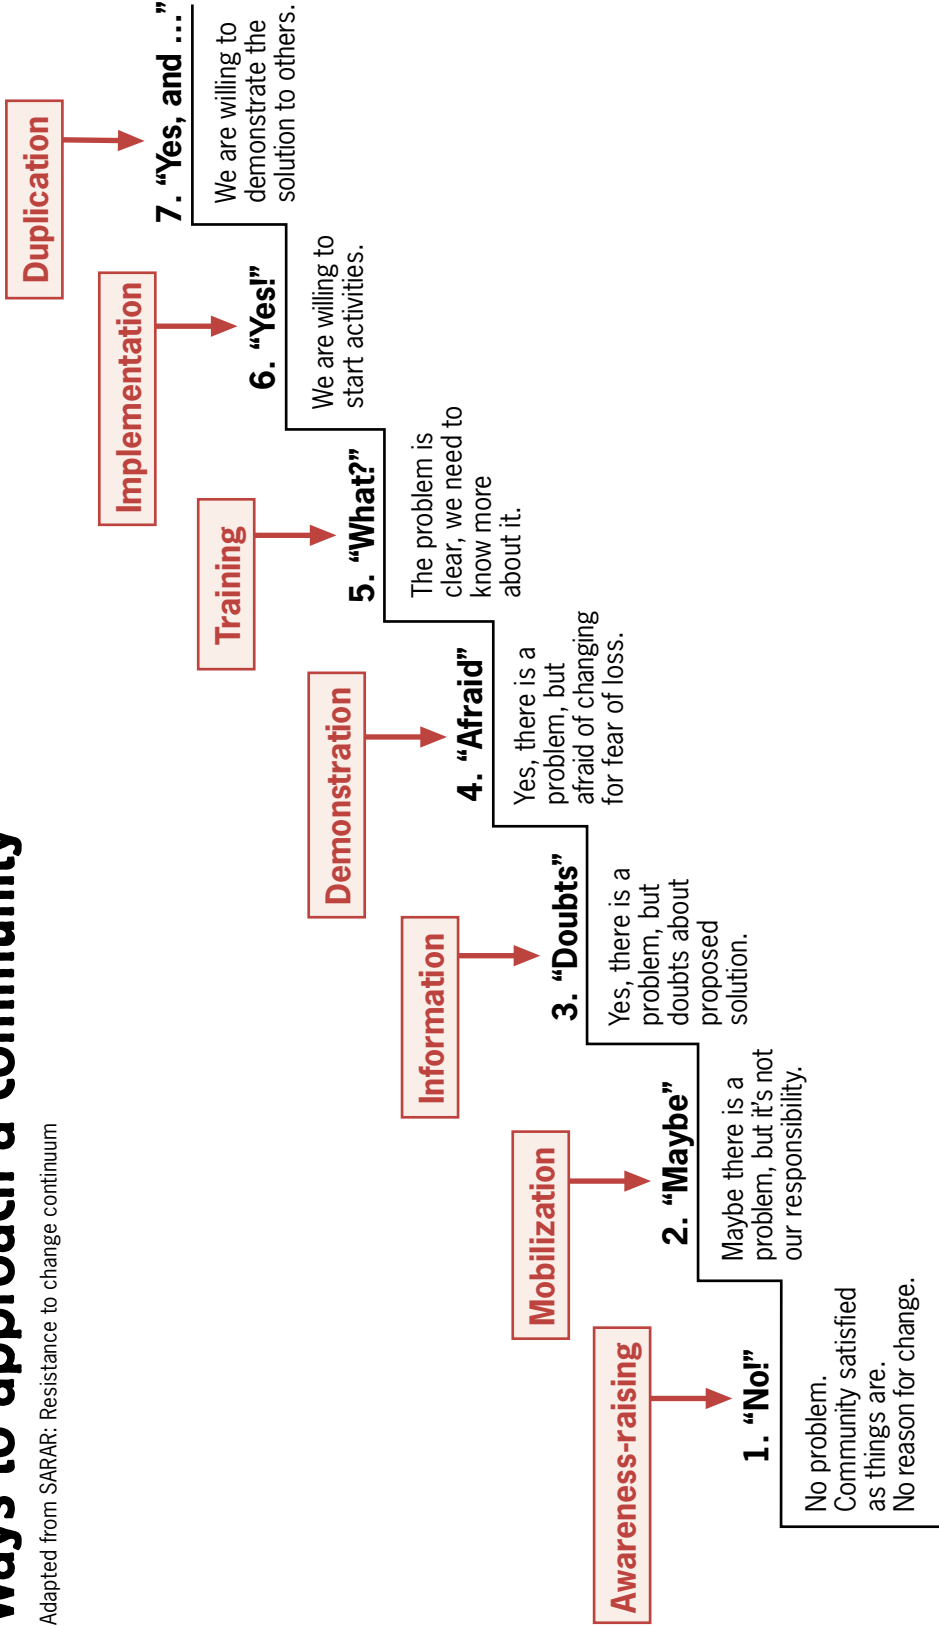 Ways to approach a community
Adapted from SARAR: Resistance to change continuum
Awareness-raising
1. “No!”
No problem.
Community satisfied
as things are.
No reason for change.
Mobilization
2. “Maybe”
Maybe there is a
problem, but it’s not
our responsibility.
Information
3. “Doubts”
Yes, there is a
problem, but
doubts about
proposed
solution.
Demonstration
4. “Afraid”
Yes, there is a
problem, but
afraid of changing
for fear of loss.
Training
5. “What?”
The problem is
clear, we need to
know more
about it.
Implementation
6. “Yes!”
We are willing to
start activities.
Duplication
7. “Yes, and ...”
We are willing to
demonstrate the
solution to others.